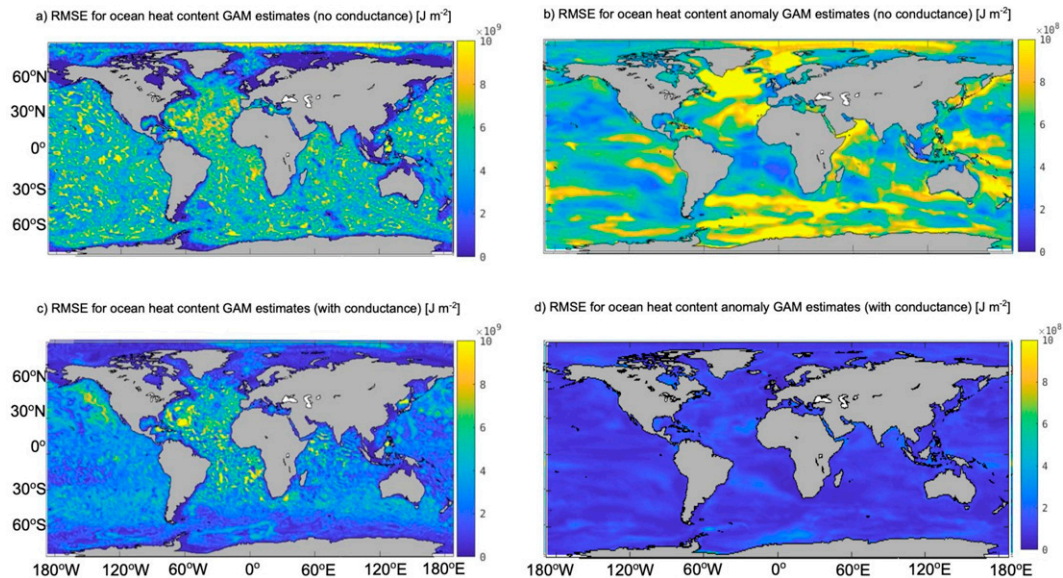 a) RMSE for ocean heat content GAM estimates (no conductance) [J m⁻²]
b) RMSE for ocean heat content anomaly GAM estimates (no conductance) [J m⁻²]
60ºN
30ºN
0º
30ºS
60ºS
10
8
6
4
2
0
× 10⁹
10
8
6
4
2
0
× 10⁸
c) RMSE for ocean heat content GAM estimates (with conductance) [J m⁻²]
d) RMSE for ocean heat content anomaly GAM estimates (with conductance) [J m⁻²]
60ºN
30ºN
0º
30ºS
60ºS
10
8
6
4
2
0
× 10⁹
10
8
6
4
2
0
× 10⁸
180ºW 120ºW 60ºW 0º 60ºE 120ºE 180ºE
180ºW 120ºW 60ºW 0º 60ºE 120ºE 180ºE